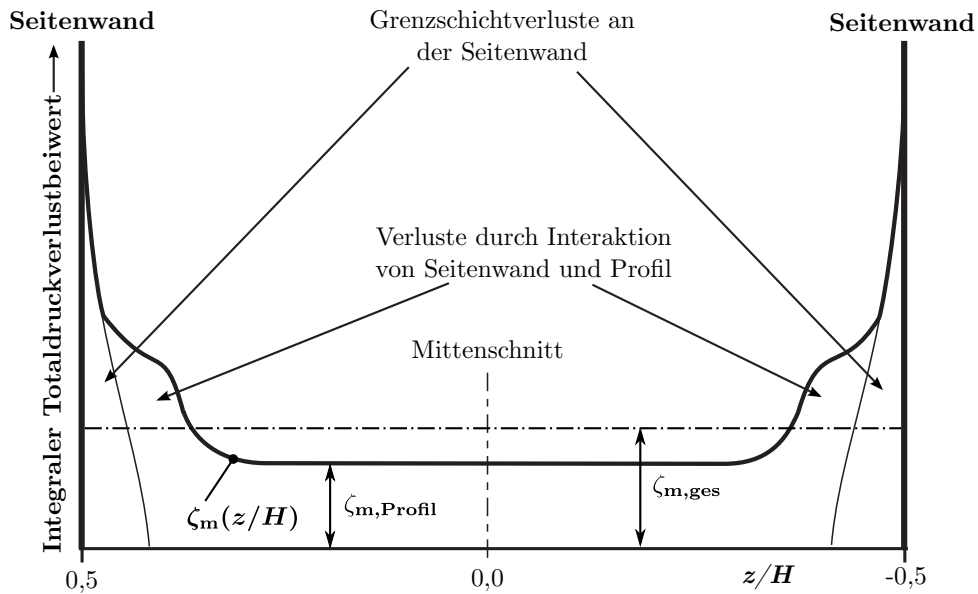 Seitenwand
Grenzschichtverluste an
der Seitenwand
Seitenwand
Integraler Totaldruckverlustbeiwert
Verluste durch Interaktion
von Seitenwand und Profil
Mittenschnitt
ζm(z/H)
ζm,Profil
ζm,ges
0,5
0,0
z/H
-0,5